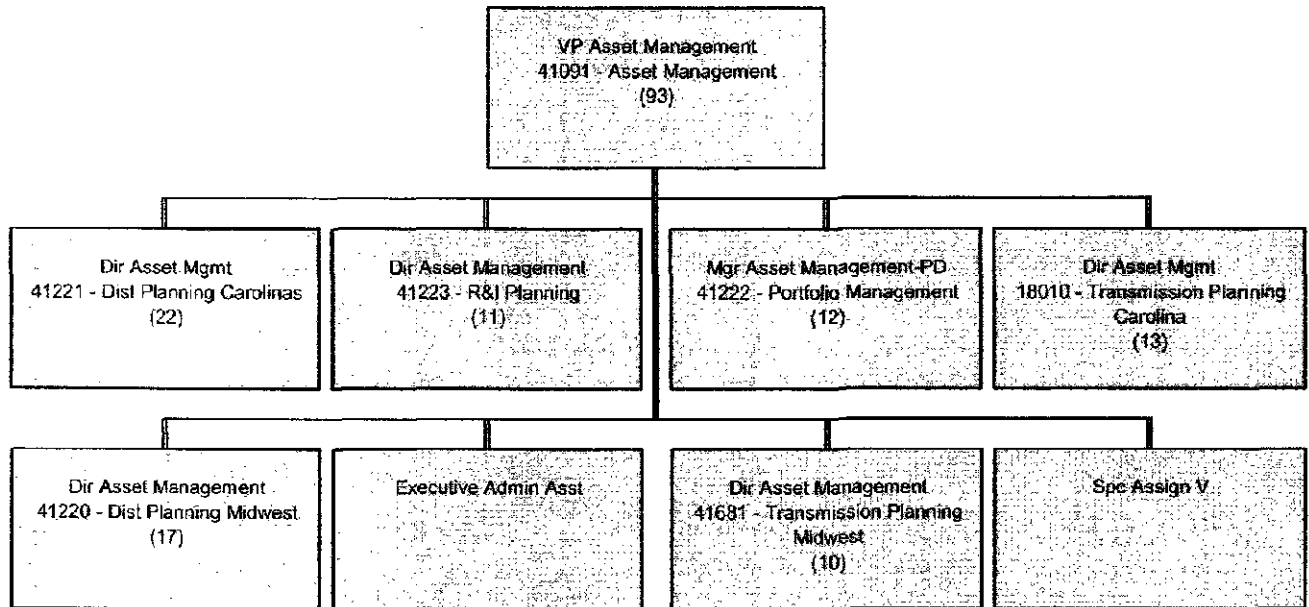 VP Asset Management
41091 - Asset Management
(93)
Dir Asset Mgmt
41221 - Dist Planning Carolinas
(22)
Dir Asset Management
41223 - R&I Planning
(11)
Mgr Asset Management-PD
41222 - Portfolio Management
(12)
Dir Asset Mgmt
18010 - Transmission Planning
Carolina
(13)
Dir Asset Management
41220 - Dist Planning Midwest
(17)
Executive Admin Asst
Dir Asset Management
41681 - Transmission Planning
Midwest
(10)
Spc Assign V